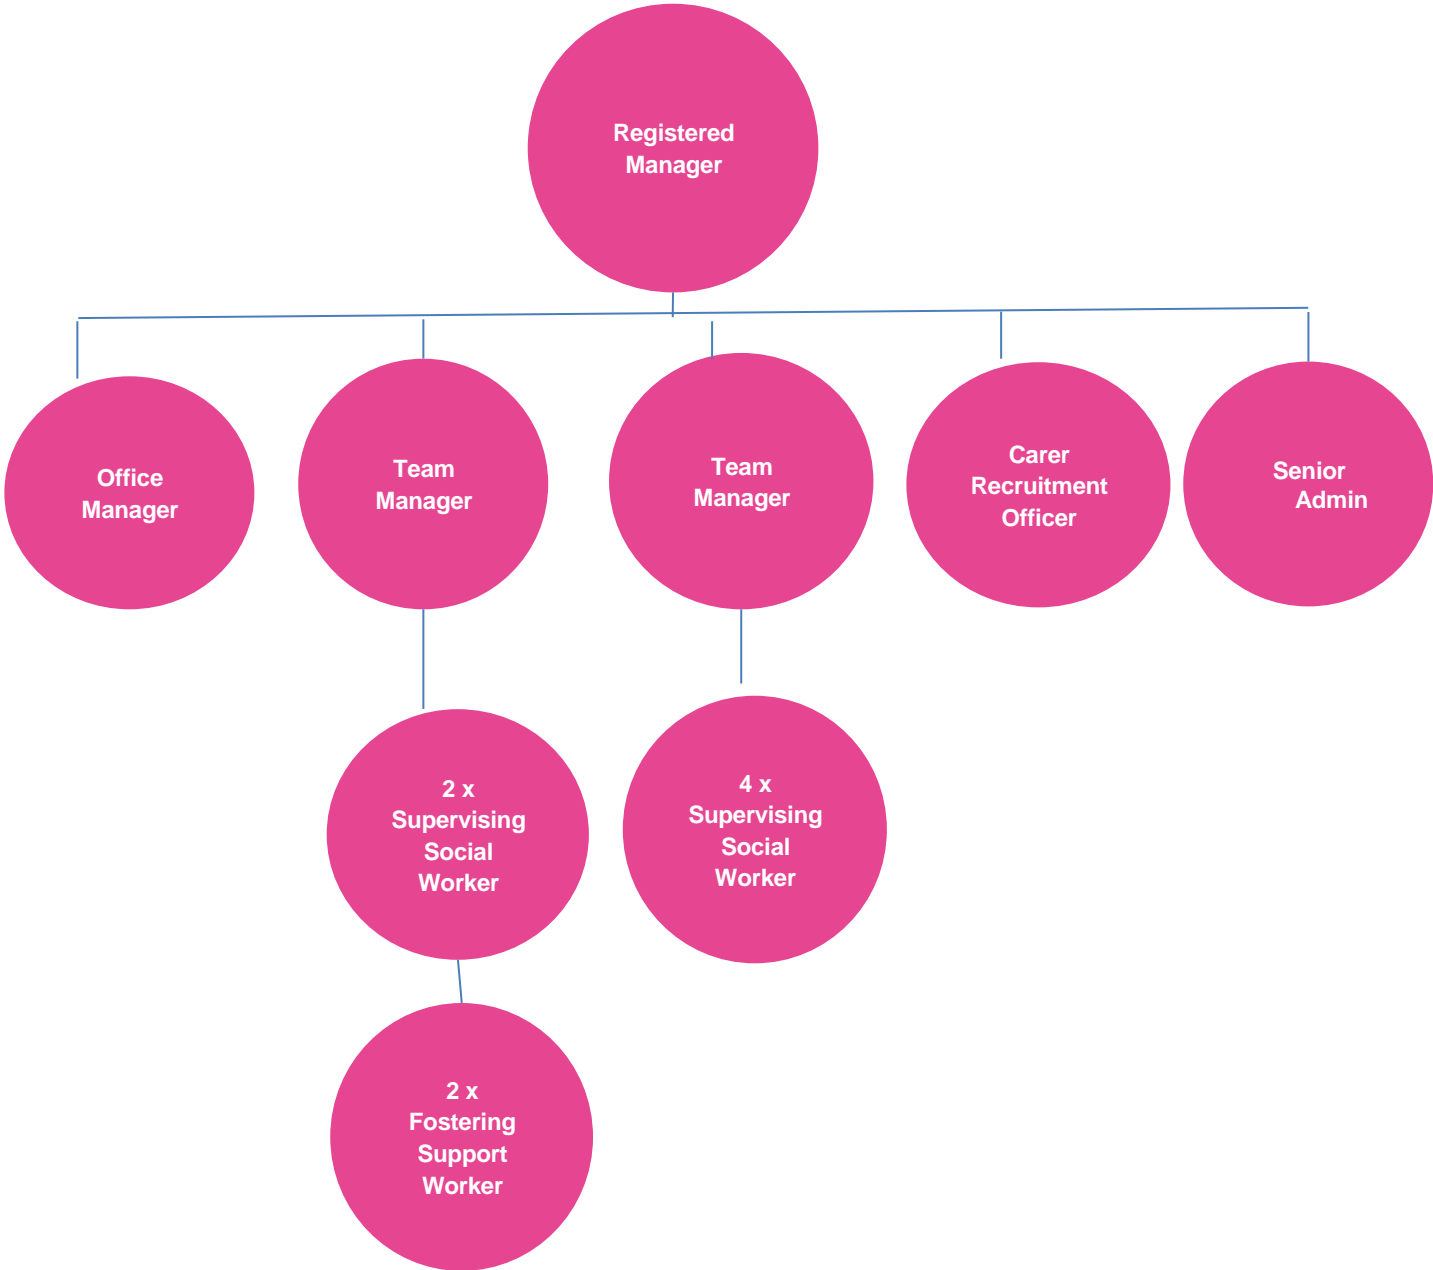 Registered
Manager
Office
Manager
Team
Manager
Team
Manager
Carer
Recruitment
Officer
Senior
Admin
2 x
Supervising
Social
Worker
4 x
Supervising
Social
Worker
2 x
Fostering
Support
Worker